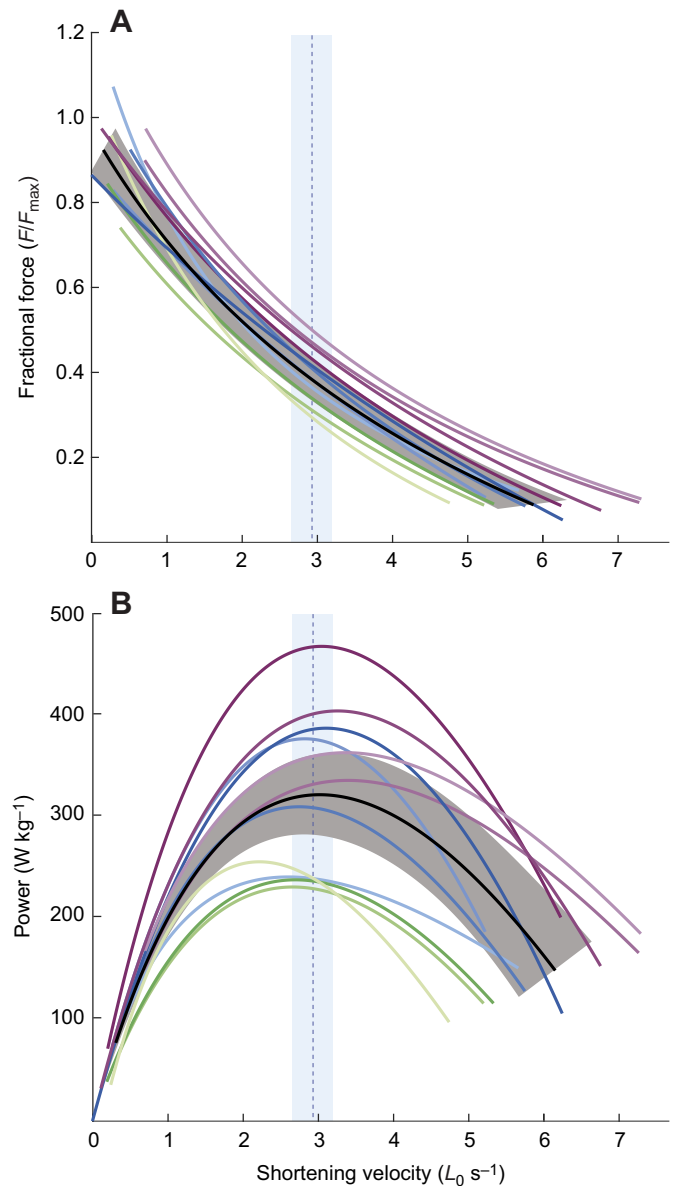 A
1.2
1.0
0.8
0.6
0.4
0.2
Fractional force (F/Fmax)
0 1 2 3 4 5 6 7
B
500
400
300
200
100
Power (W kg–1)
0 1 2 3 4 5 6 7
Shortening velocity (L0 s–1)